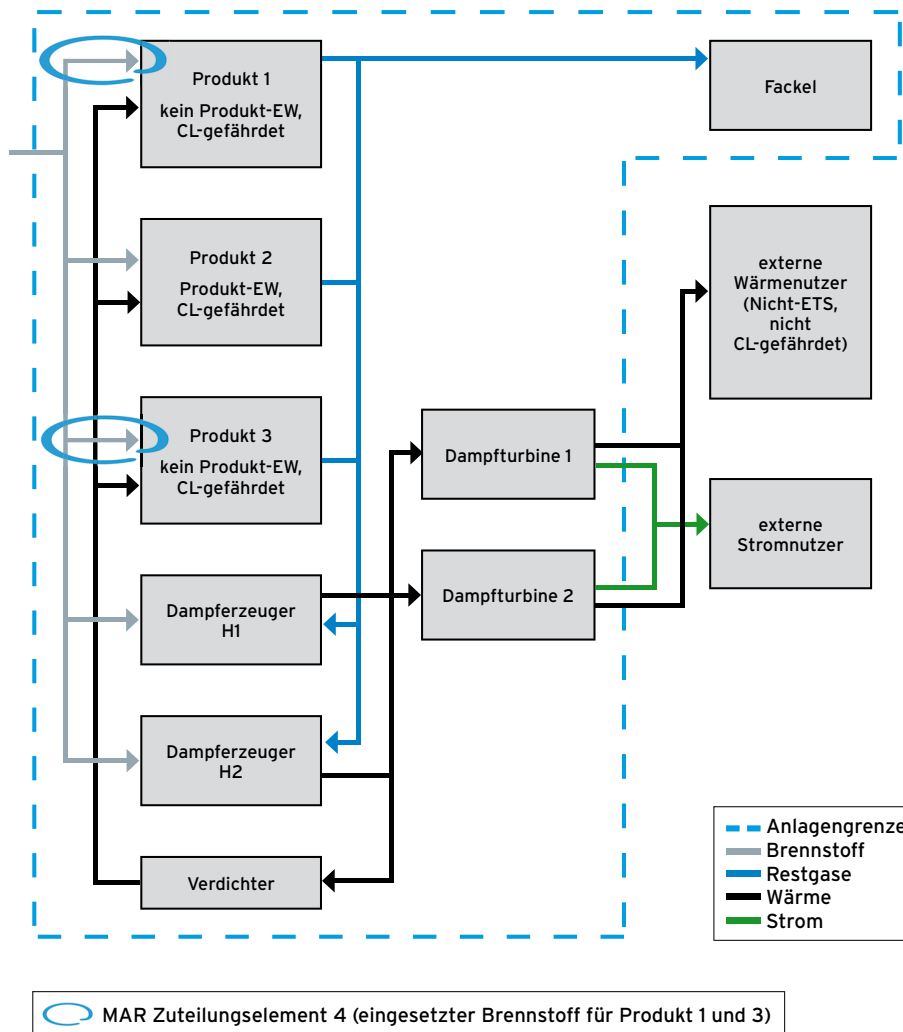 Produkt 1
kein Produkt-EW,
CL-gefährdet
Fackel
Produkt 2
Produkt-EW,
CL-gefährdet
externe
Wärmenutzer
(Nicht-ETS,
nicht
CL-gefährdet)
Produkt 3
kein Produkt-EW,
CL-gefährdet
Dampfturbine 1
externe
Stromnutzer
Dampfturbine 2
Dampferzeuger
H1
Dampferzeuger
H2
Verdichter
Anlagengrenze
Brennstoff
Restgase
Wärme
Strom
MAR Zuteilungselement 4 (eingesetzter Brennstoff für Produkt 1 und 3)